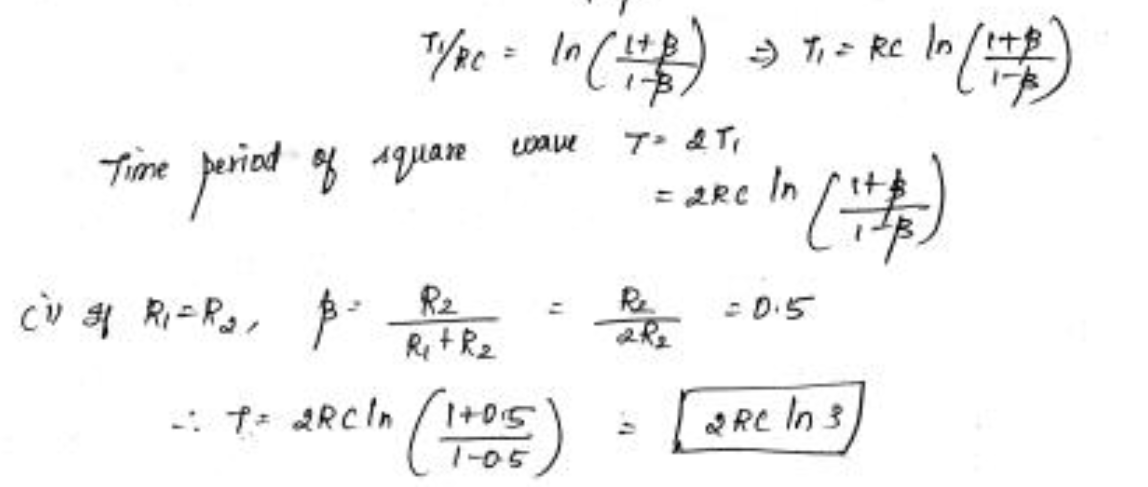 T₁/RC = ln (1+β / 1-β) ⇒ T₁ = RC ln (1+β / 1-β)
Time period of square wave T = 2T₁
= 2RC ln (1+β / 1-β)
(i) If R₁=R₂, β = R₂ / R₁+R₂ = R₂ / 2R₂ = 0.5
∴ T = 2RC ln (1+0.5 / 1-0.5) = 2RC ln 3